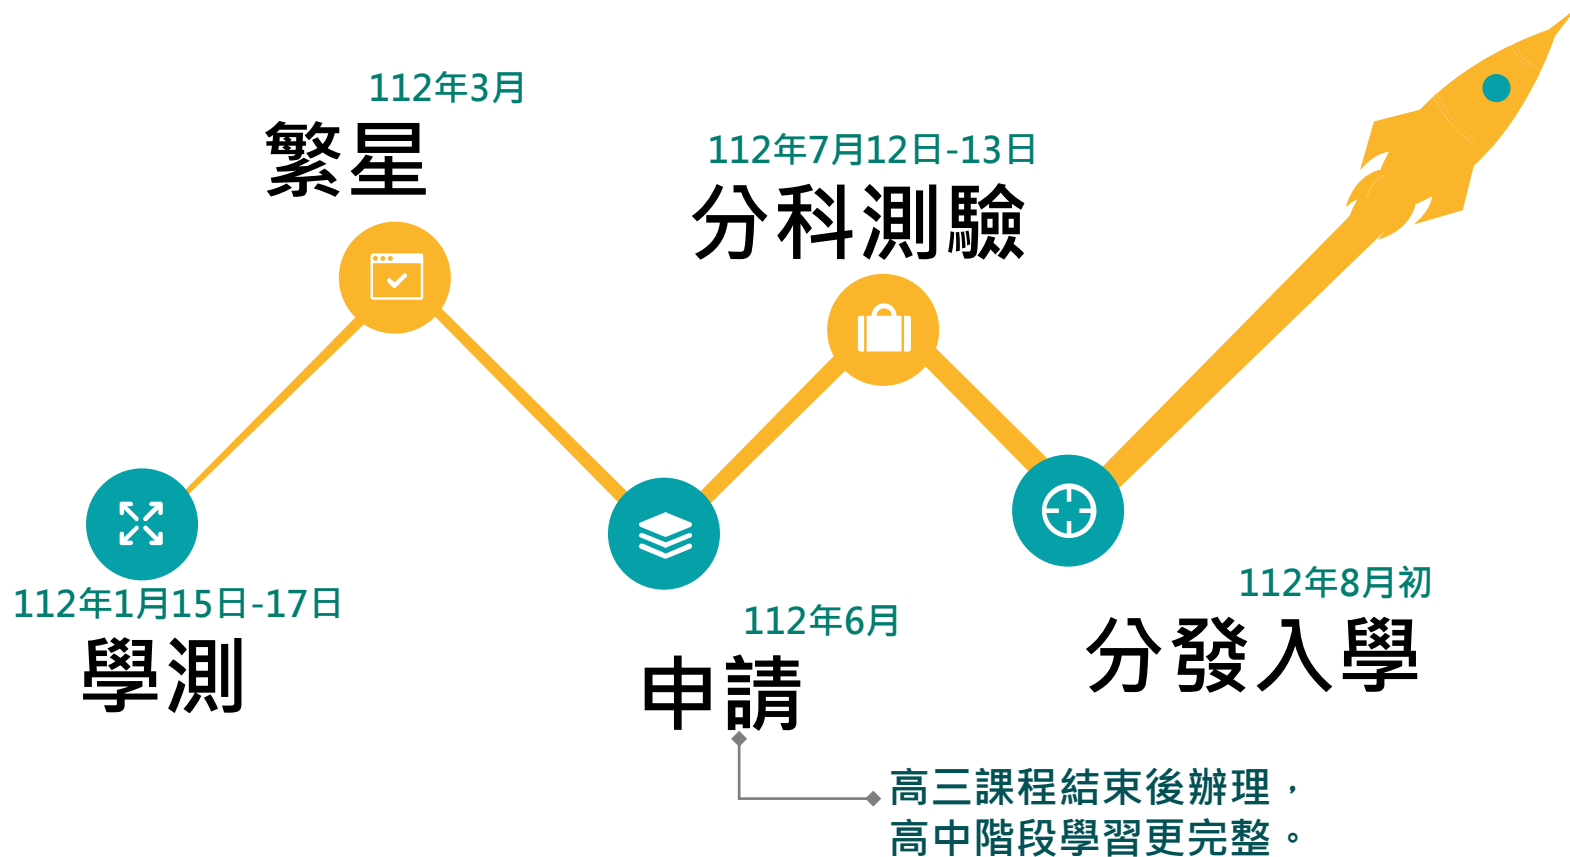 112年3月
繁星
112年7月12日-13日
分科測驗
112年1月15日-17日
學測
112年6月
申請
112年8月初
分發入學
高三課程結束後辦理，
高中階段學習更完整。